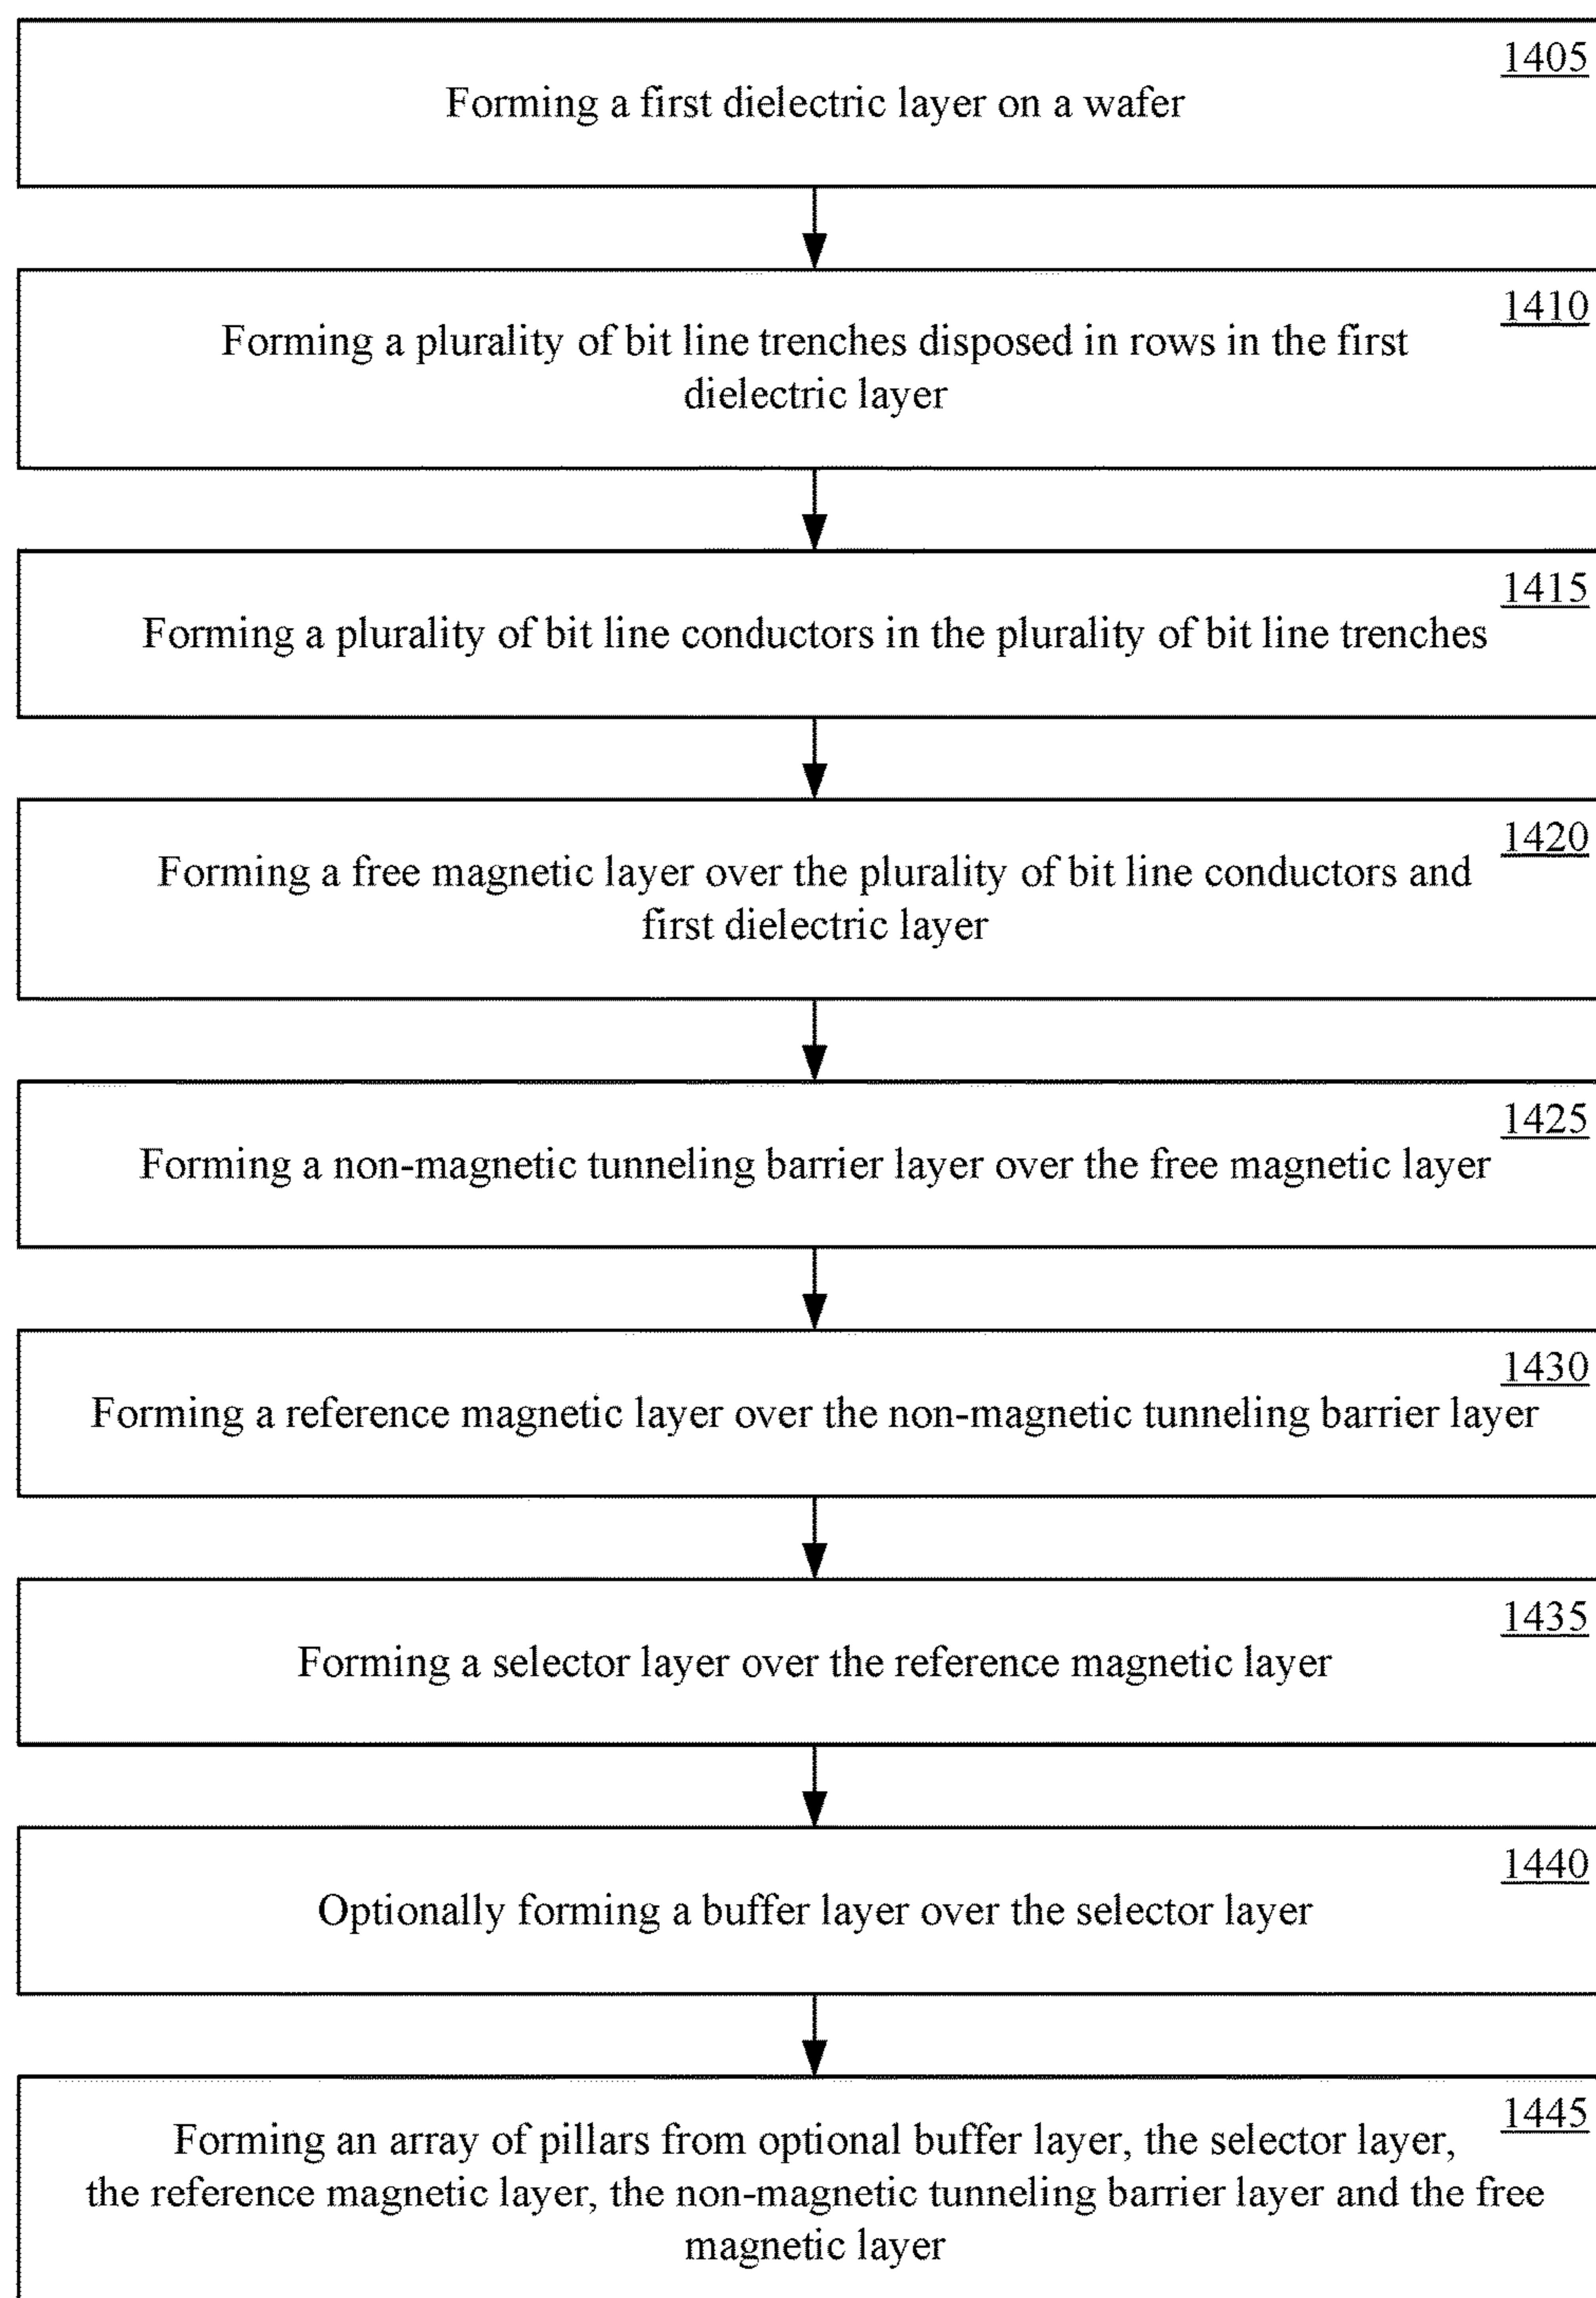 1405
Forming a first dielectric layer on a wafer
1410
Forming a plurality of bit line trenches disposed in rows in the first
dielectric layer
1415
Forming a plurality of bit line conductors in the plurality of bit line trenches
1420
Forming a free magnetic layer over the plurality of bit line conductors and
first dielectric layer
1425
Forming a non-magnetic tunneling barrier layer over the free magnetic layer
1430
Forming a reference magnetic layer over the non-magnetic tunneling barrier layer
1435
Forming a selector layer over the reference magnetic layer
1440
Optionally forming a buffer layer over the selector layer
1445
Forming an array of pillars from optional buffer layer, the selector layer,
the reference magnetic layer, the non-magnetic tunneling barrier layer and the free
magnetic layer